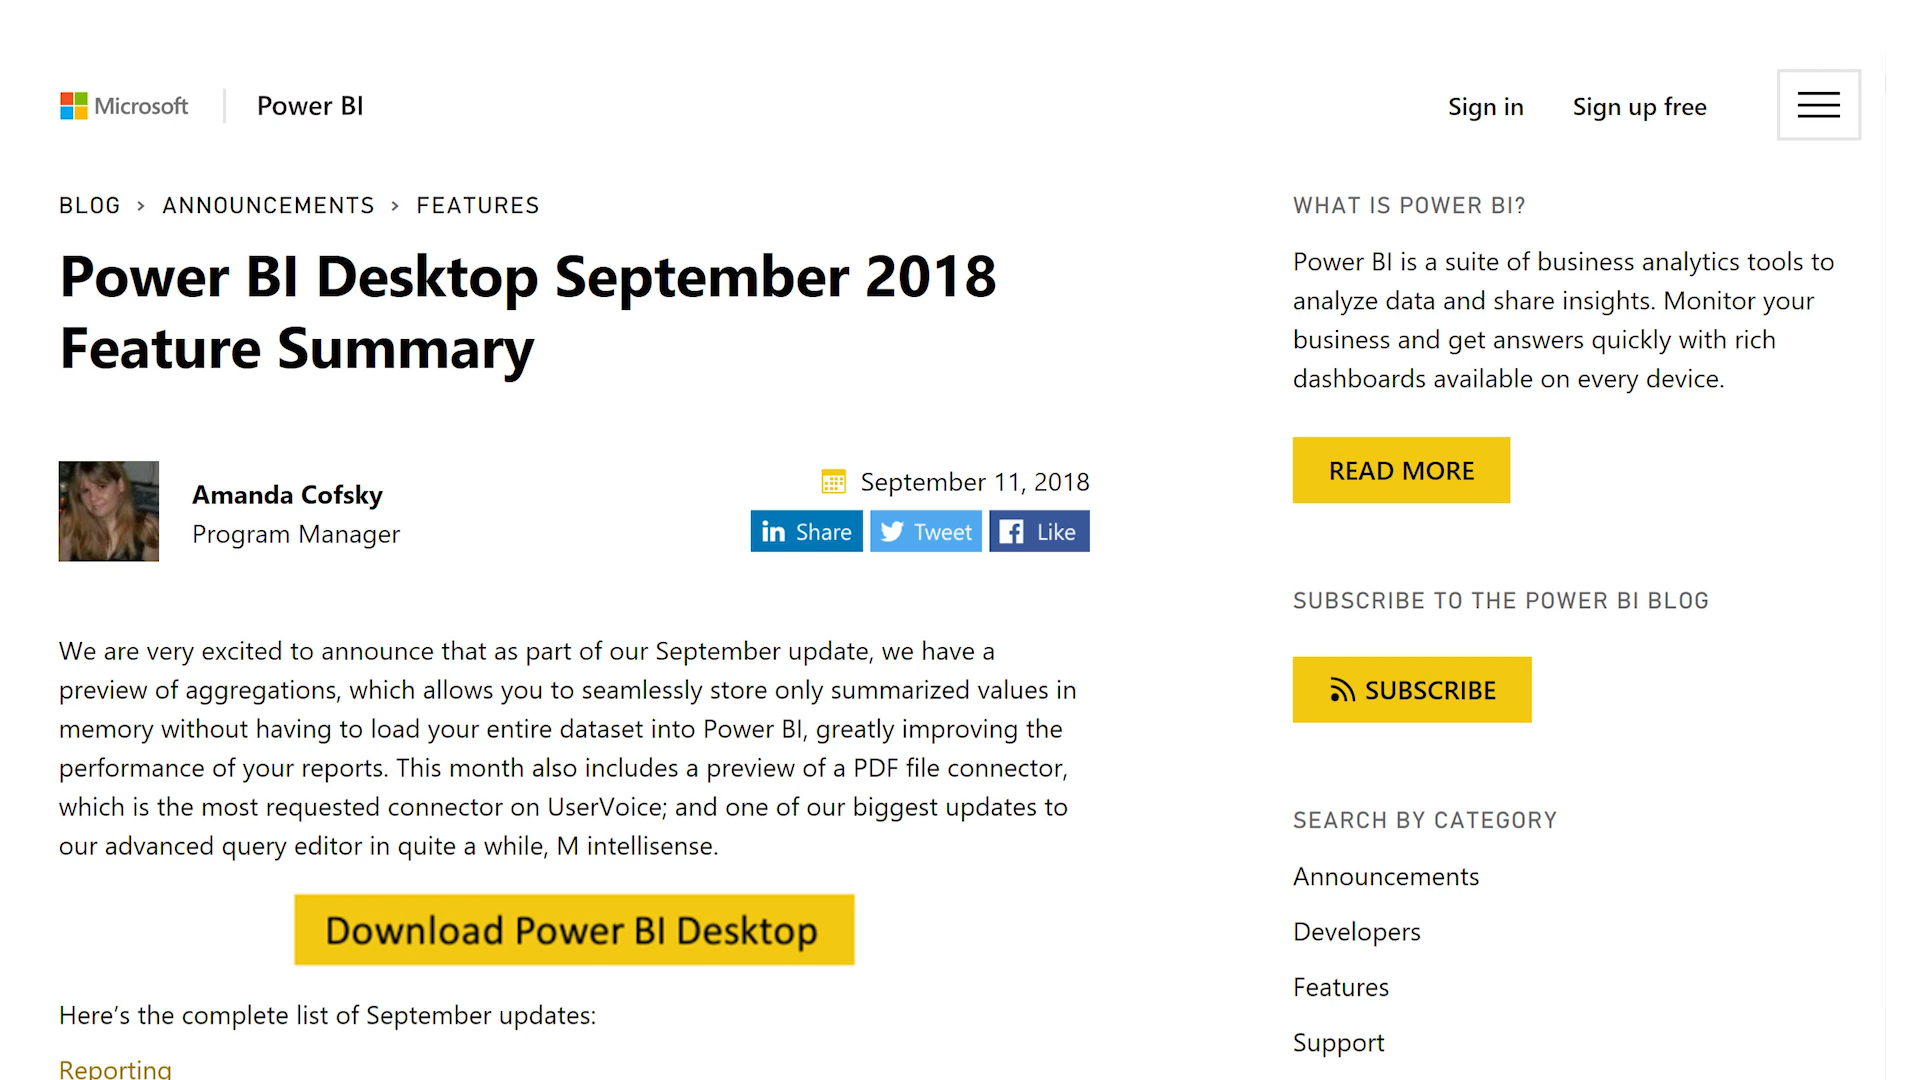 Microsoft
Power BI
Sign in
Sign up free
BLOG > ANNOUNCEMENTS > FEATURES
Power BI Desktop September 2018
Feature Summary
Amanda Cofsky
Program Manager
September 11, 2018
in Share
Tweet
Like
We are very excited to announce that as part of our September update, we have a
preview of aggregations, which allows you to seamlessly store only summarized values in
memory without having to load your entire dataset into Power BI, greatly improving the
performance of your reports. This month also includes a preview of a PDF file connector,
which is the most requested connector on UserVoice; and one of our biggest updates to
our advanced query editor in quite a while, M intellisense.
Download Power BI Desktop
Here’s the complete list of September updates:
Reporting
WHAT IS POWER BI?
Power BI is a suite of business analytics tools to
analyze data and share insights. Monitor your
business and get answers quickly with rich
dashboards available on every device.
READ MORE
SUBSCRIBE TO THE POWER BI BLOG
SUBSCRIBE
SEARCH BY CATEGORY
Announcements
Developers
Features
Support